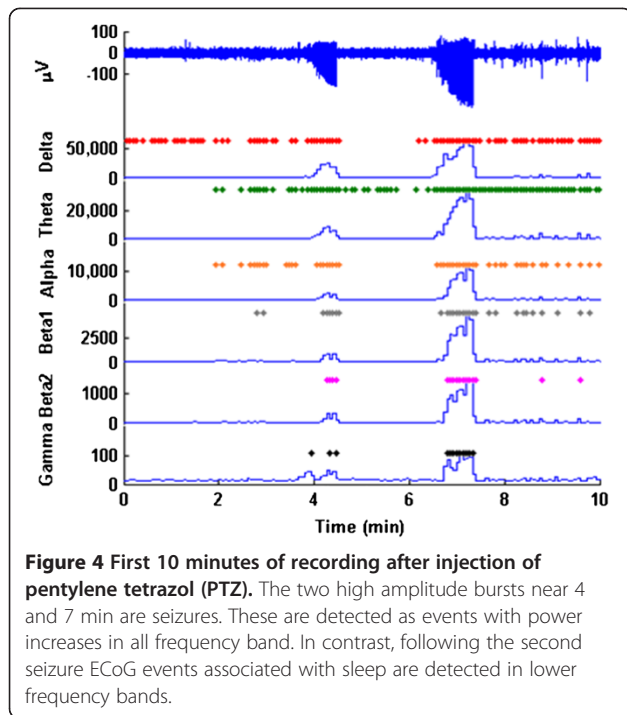 100
0
-100
μV
50,000
0
Delta
20,000
0
Theta
10,000
0
Alpha
2500
0
Beta1
1000
0
Beta2
100
0
Gamma
0 2 4 6 8 10
Time (min)
Figure 4 First 10 minutes of recording after injection of
pentylene tetrazol (PTZ). The two high amplitude bursts near 4
and 7 min are seizures. These are detected as events with power
increases in all frequency band. In contrast, following the second
seizure ECoG events associated with sleep are detected in lower
frequency bands.